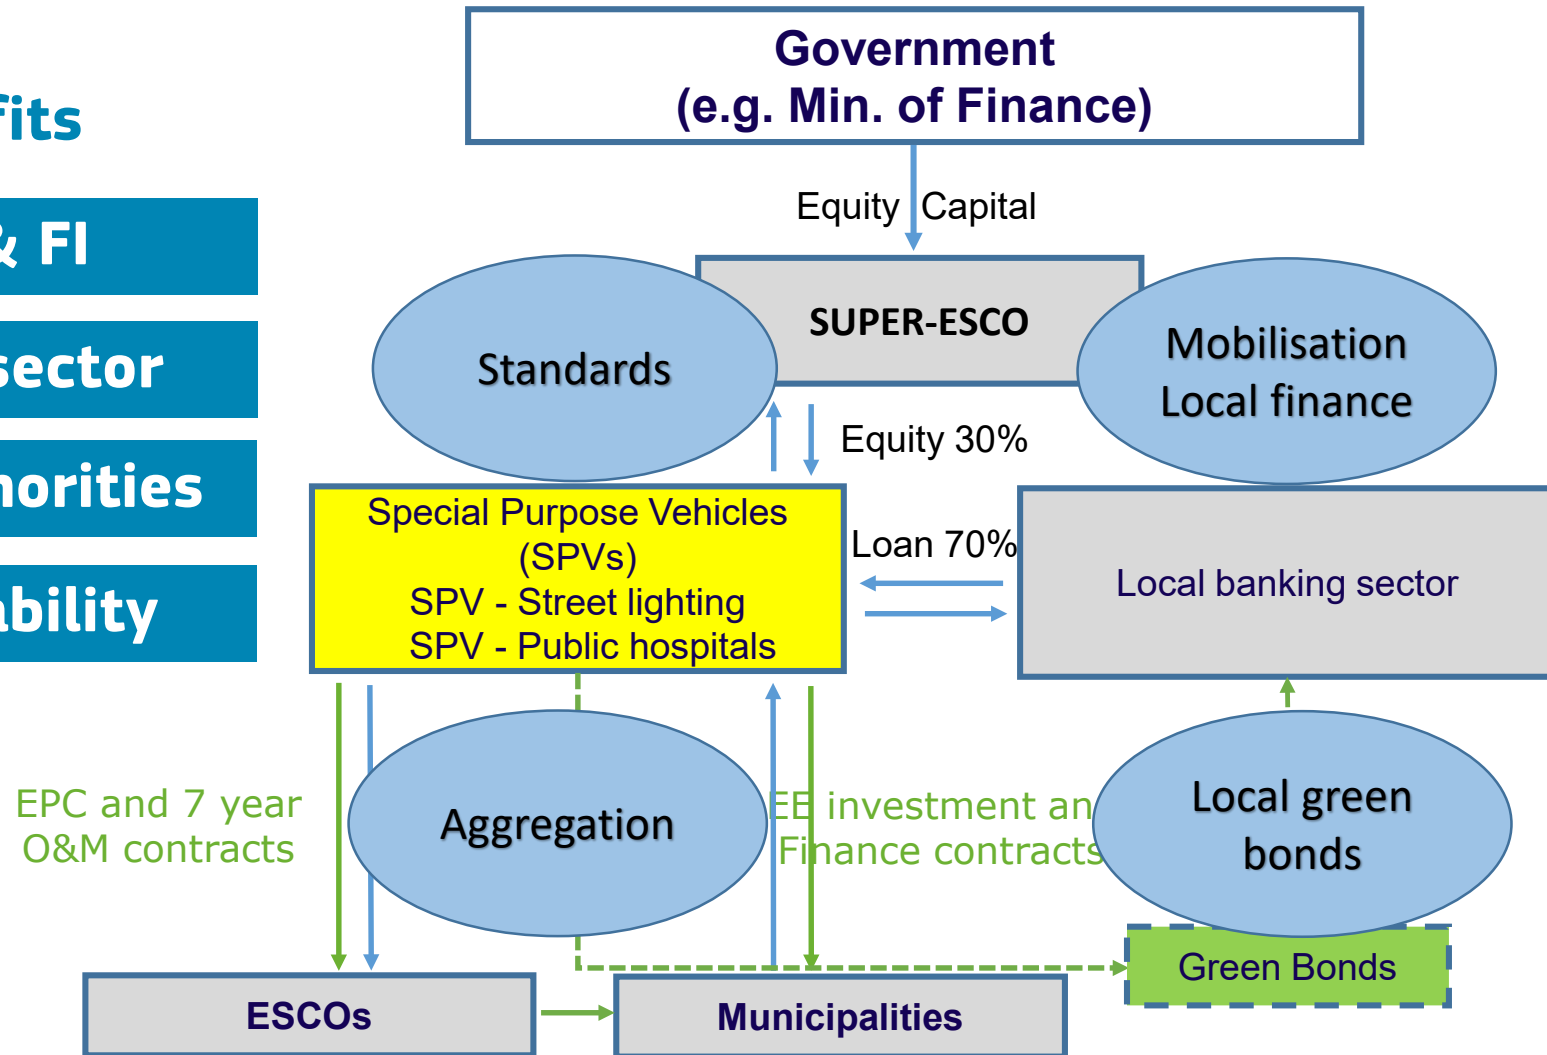 Government
(e.g. Min. of Finance)
fits
Equity Capital
& FI
SUPER-ESCO
Standards
Mobilisation
Local finance
sector
Equity 30%
horities
Special Purpose Vehicles
(SPVs)
SPV - Street lighting
SPV - Public hospitals
Loan 70%
Local banking sector
ability
EPC and 7 year
O&M contracts
Aggregation
EE investment an
Finance contracts
Local green
bonds
Green Bonds
ESCOs
Municipalities